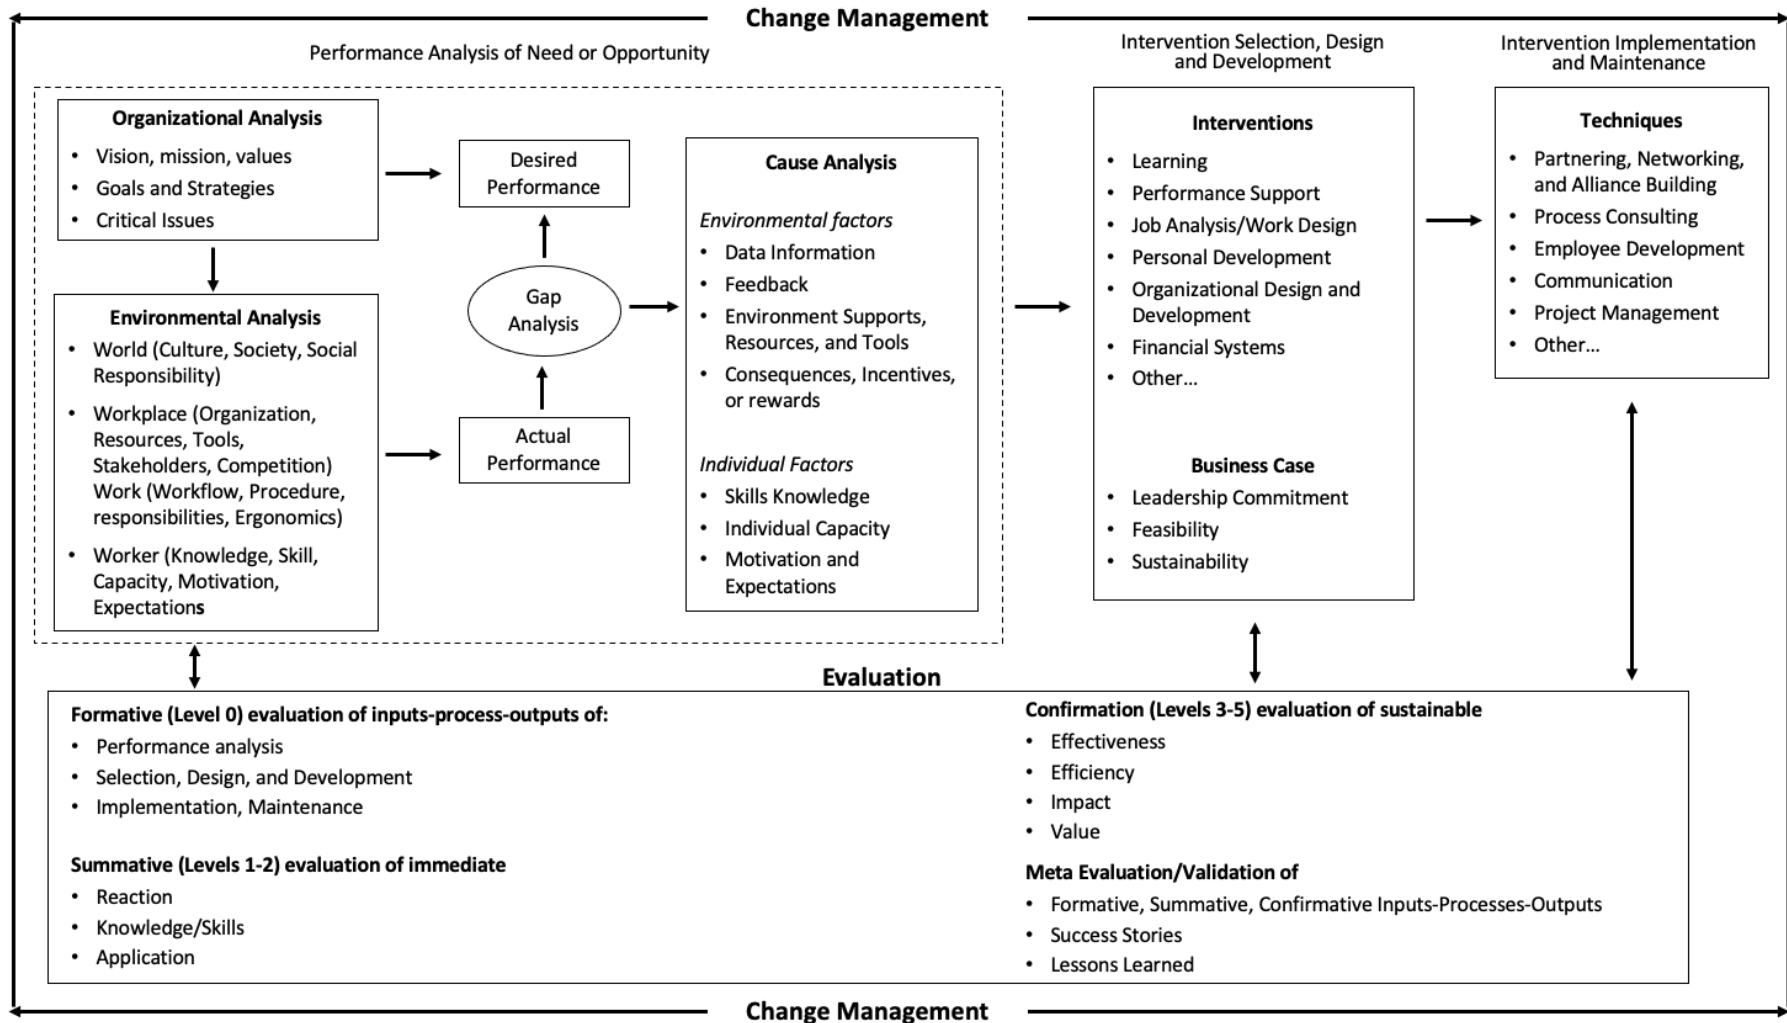 Change Management
Performance Analysis of Need or Opportunity
Intervention Selection, Design
and Development
Intervention Implementation
and Maintenance
Organizational Analysis
• Vision, mission, values
• Goals and Strategies
• Critical Issues
Environmental Analysis
• World (Culture, Society, Social
Responsibility)
• Workplace (Organization,
Resources, Tools,
Stakeholders, Competition)
Work (Workflow, Procedure,
responsibilities, Ergonomics)
• Worker (Knowledge, Skill,
Capacity, Motivation,
Expectations
Desired
Performance
Gap
Analysis
Actual
Performance
Cause Analysis
Environmental factors
• Data Information
• Feedback
• Environment Supports,
Resources, and Tools
• Consequences, Incentives,
or rewards
Individual Factors
• Skills Knowledge
• Individual Capacity
• Motivation and
Expectations
Interventions
• Learning
• Performance Support
• Job Analysis/Work Design
• Personal Development
• Organizational Design and
Development
• Financial Systems
• Other...
Business Case
• Leadership Commitment
• Feasibility
• Sustainability
Techniques
• Partnering, Networking,
and Alliance Building
• Process Consulting
• Employee Development
• Communication
• Project Management
• Other...
Evaluation
Formative (Level 0) evaluation of inputs-process-outputs of:
• Performance analysis
• Selection, Design, and Development
• Implementation, Maintenance
Summative (Levels 1-2) evaluation of immediate
• Reaction
• Knowledge/Skills
• Application
Confirmation (Levels 3-5) evaluation of sustainable
• Effectiveness
• Efficiency
• Impact
• Value
Meta Evaluation/Validation of
• Formative, Summative, Confirmative Inputs-Processes-Outputs
• Success Stories
• Lessons Learned
Change Management